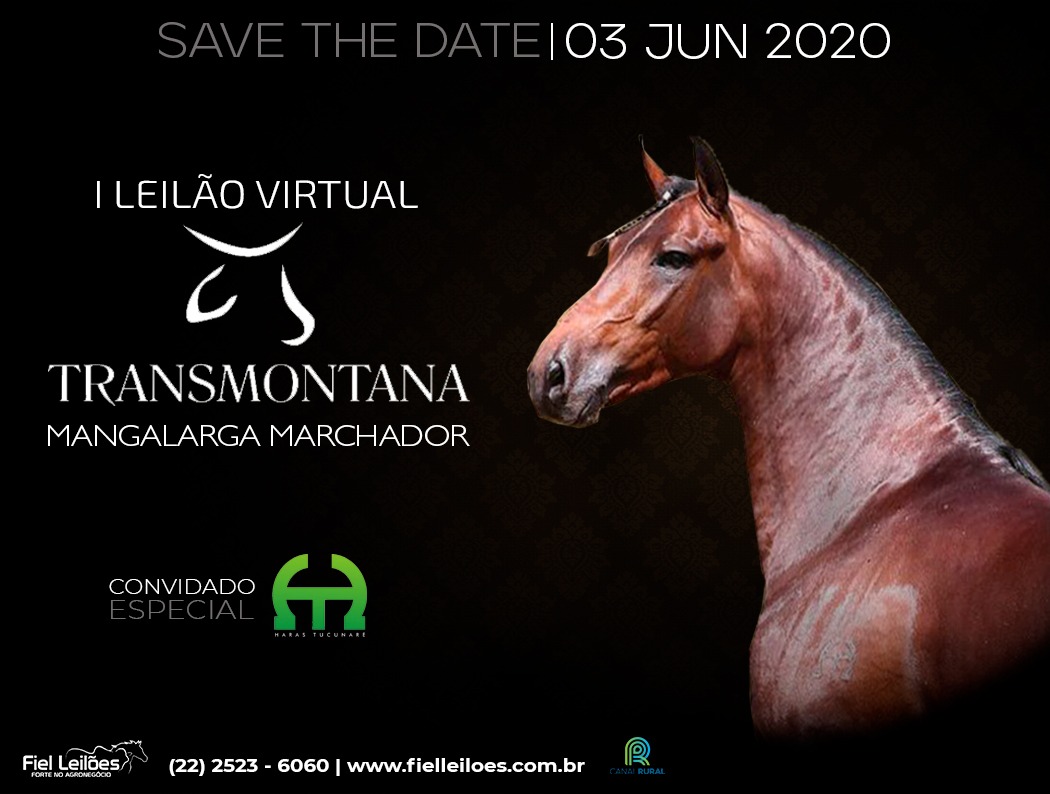 SAVE THE DATE | 03 JUN 2020
I LEILÃO VIRTUAL
TRANSMONTANA
MANGALARGA MARCHADOR
CONVIDADO
ESPECIAL
HARAS TUCUNARÉ
Fiel Leilões
FORTE NO AGRONEGÓCIO
(22) 2523 - 6060 | www.fielleiloes.com.br
CANAL RURAL